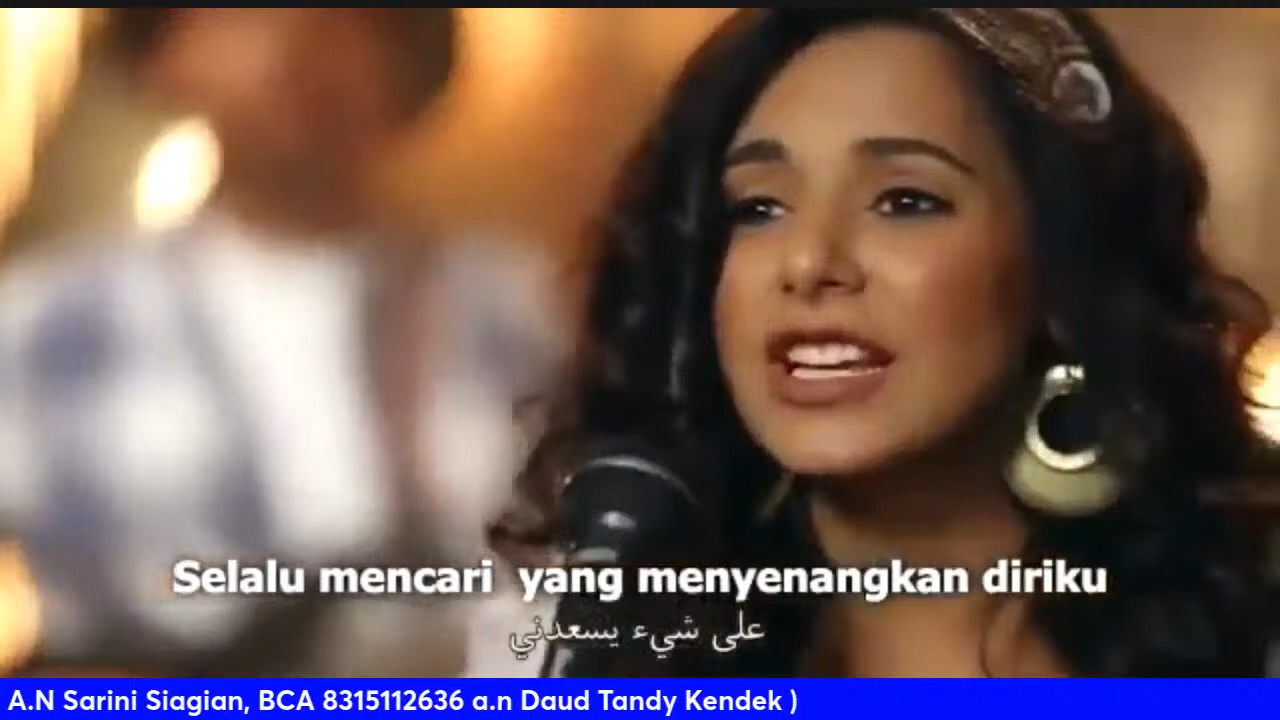 Selalu mencari  yang menyenangkan diriku
على شيء يسعدني
A.N Sarini Siagian, BCA 8315112636 a.n Daud Tandy Kendek )